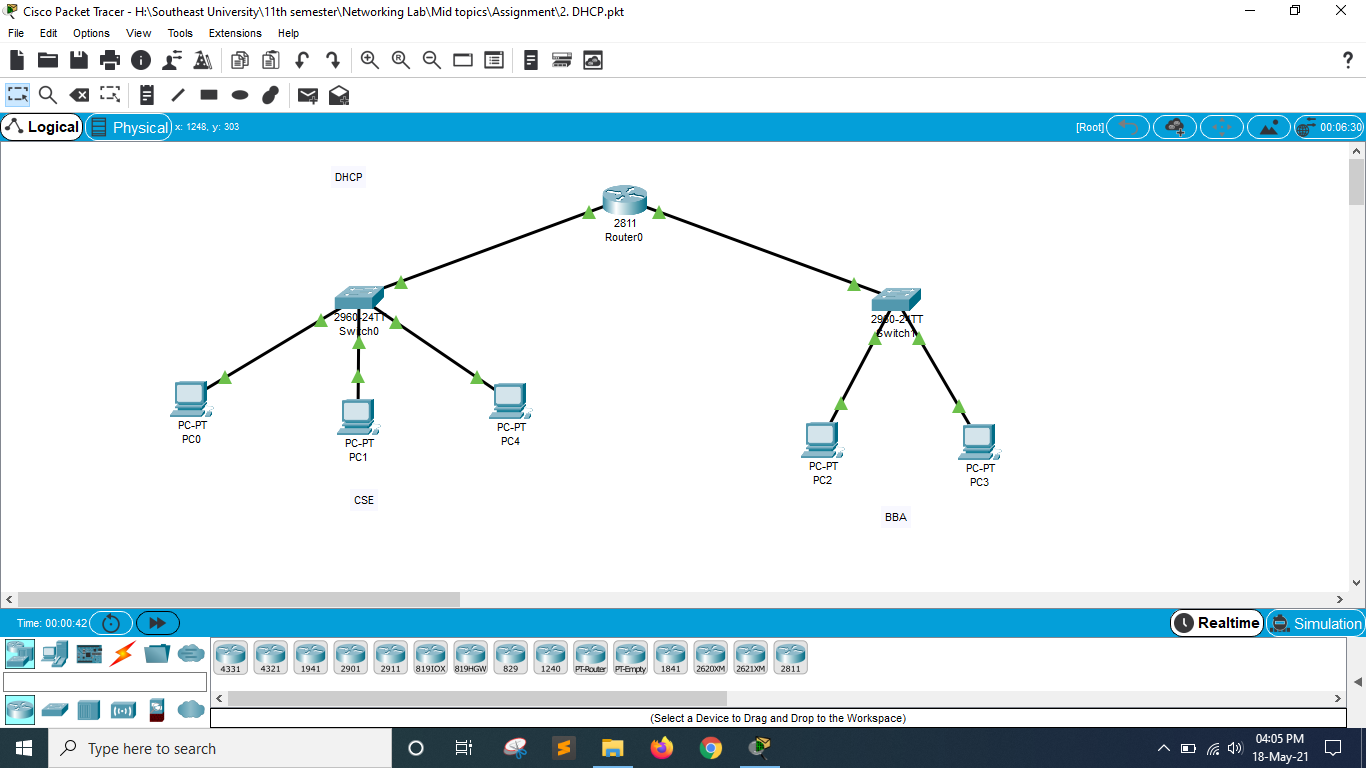 Cisco Packet Tracer - H:\Southeast University\11th semester\Networking Lab\Mid topics\Assignment\2. DHCP.pkt
File Edit Options View Tools Extensions Help
?
Logical Physical x: 1248, y: 303 [Root] 00:06:30
DHCP
2811
Router0
2960-24TT
Switch0
2960-24TT
Switch1
PC-PT
PC0
PC-PT
PC1
PC-PT
PC4
PC-PT
PC2
PC-PT
PC3
CSE
BBA
Time: 00:00:42 Realtime Simulation
4331 4321 1941 2901 2911 819IOX 819HGW 829 1240 PT-Router PT-Empty 1841 2620XM 2621XM 2811
(Select a Device to Drag and Drop to the Workspace)
Type here to search
04:05 PM
18-May-21